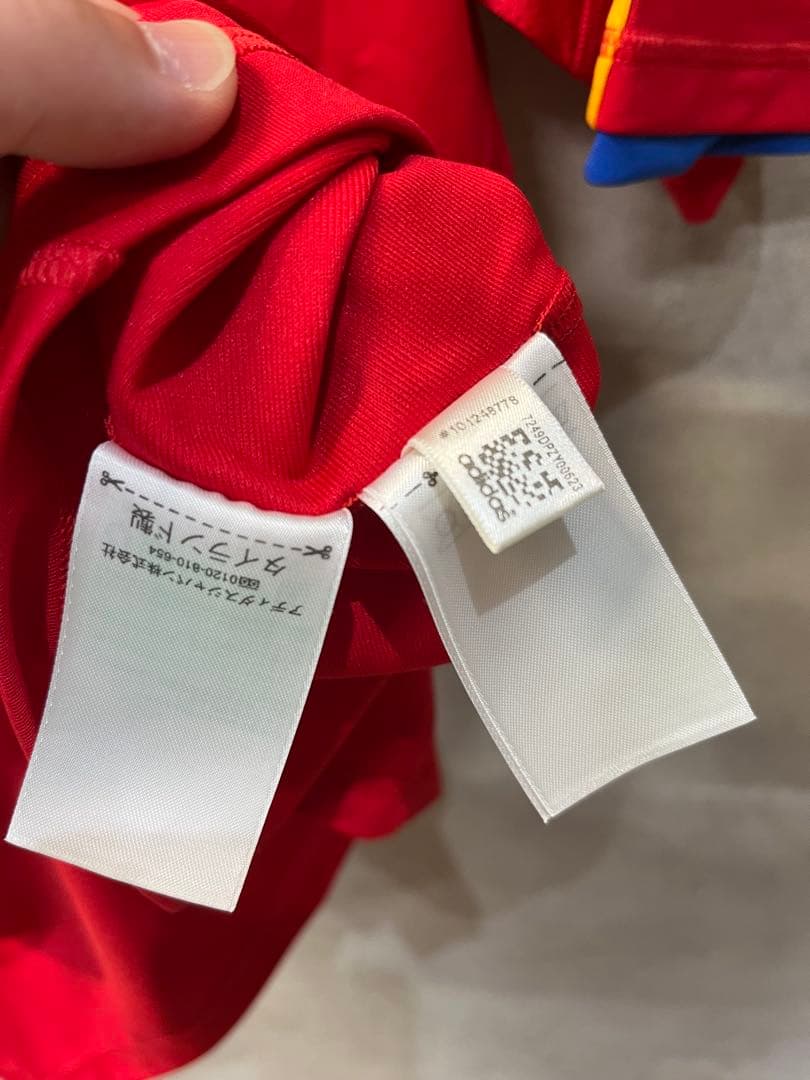 タイランド製
0120-810-654
アディダスジャパン株式会社
#101248778
7249DPZY00623
adidas